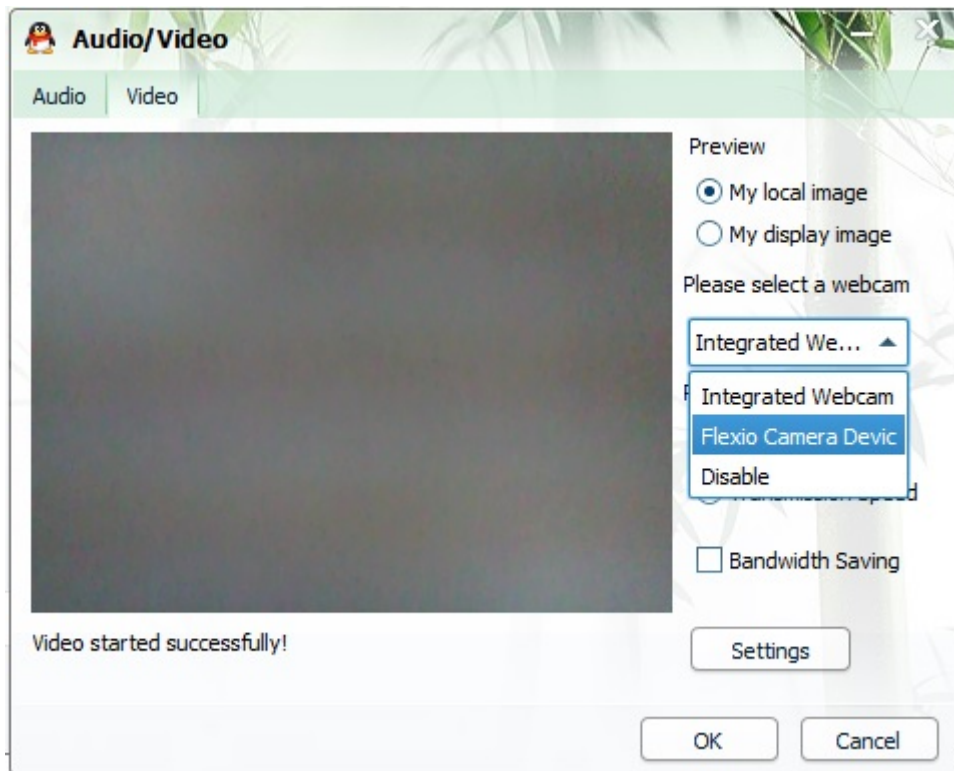 Audio/Video
Audio Video
Preview
My local image
My display image
Please select a webcam
Integrated We...
Integrated Webcam
Flexio Camera Devic
Disable
Bandwidth Saving
Video started successfully!
Settings
OK Cancel